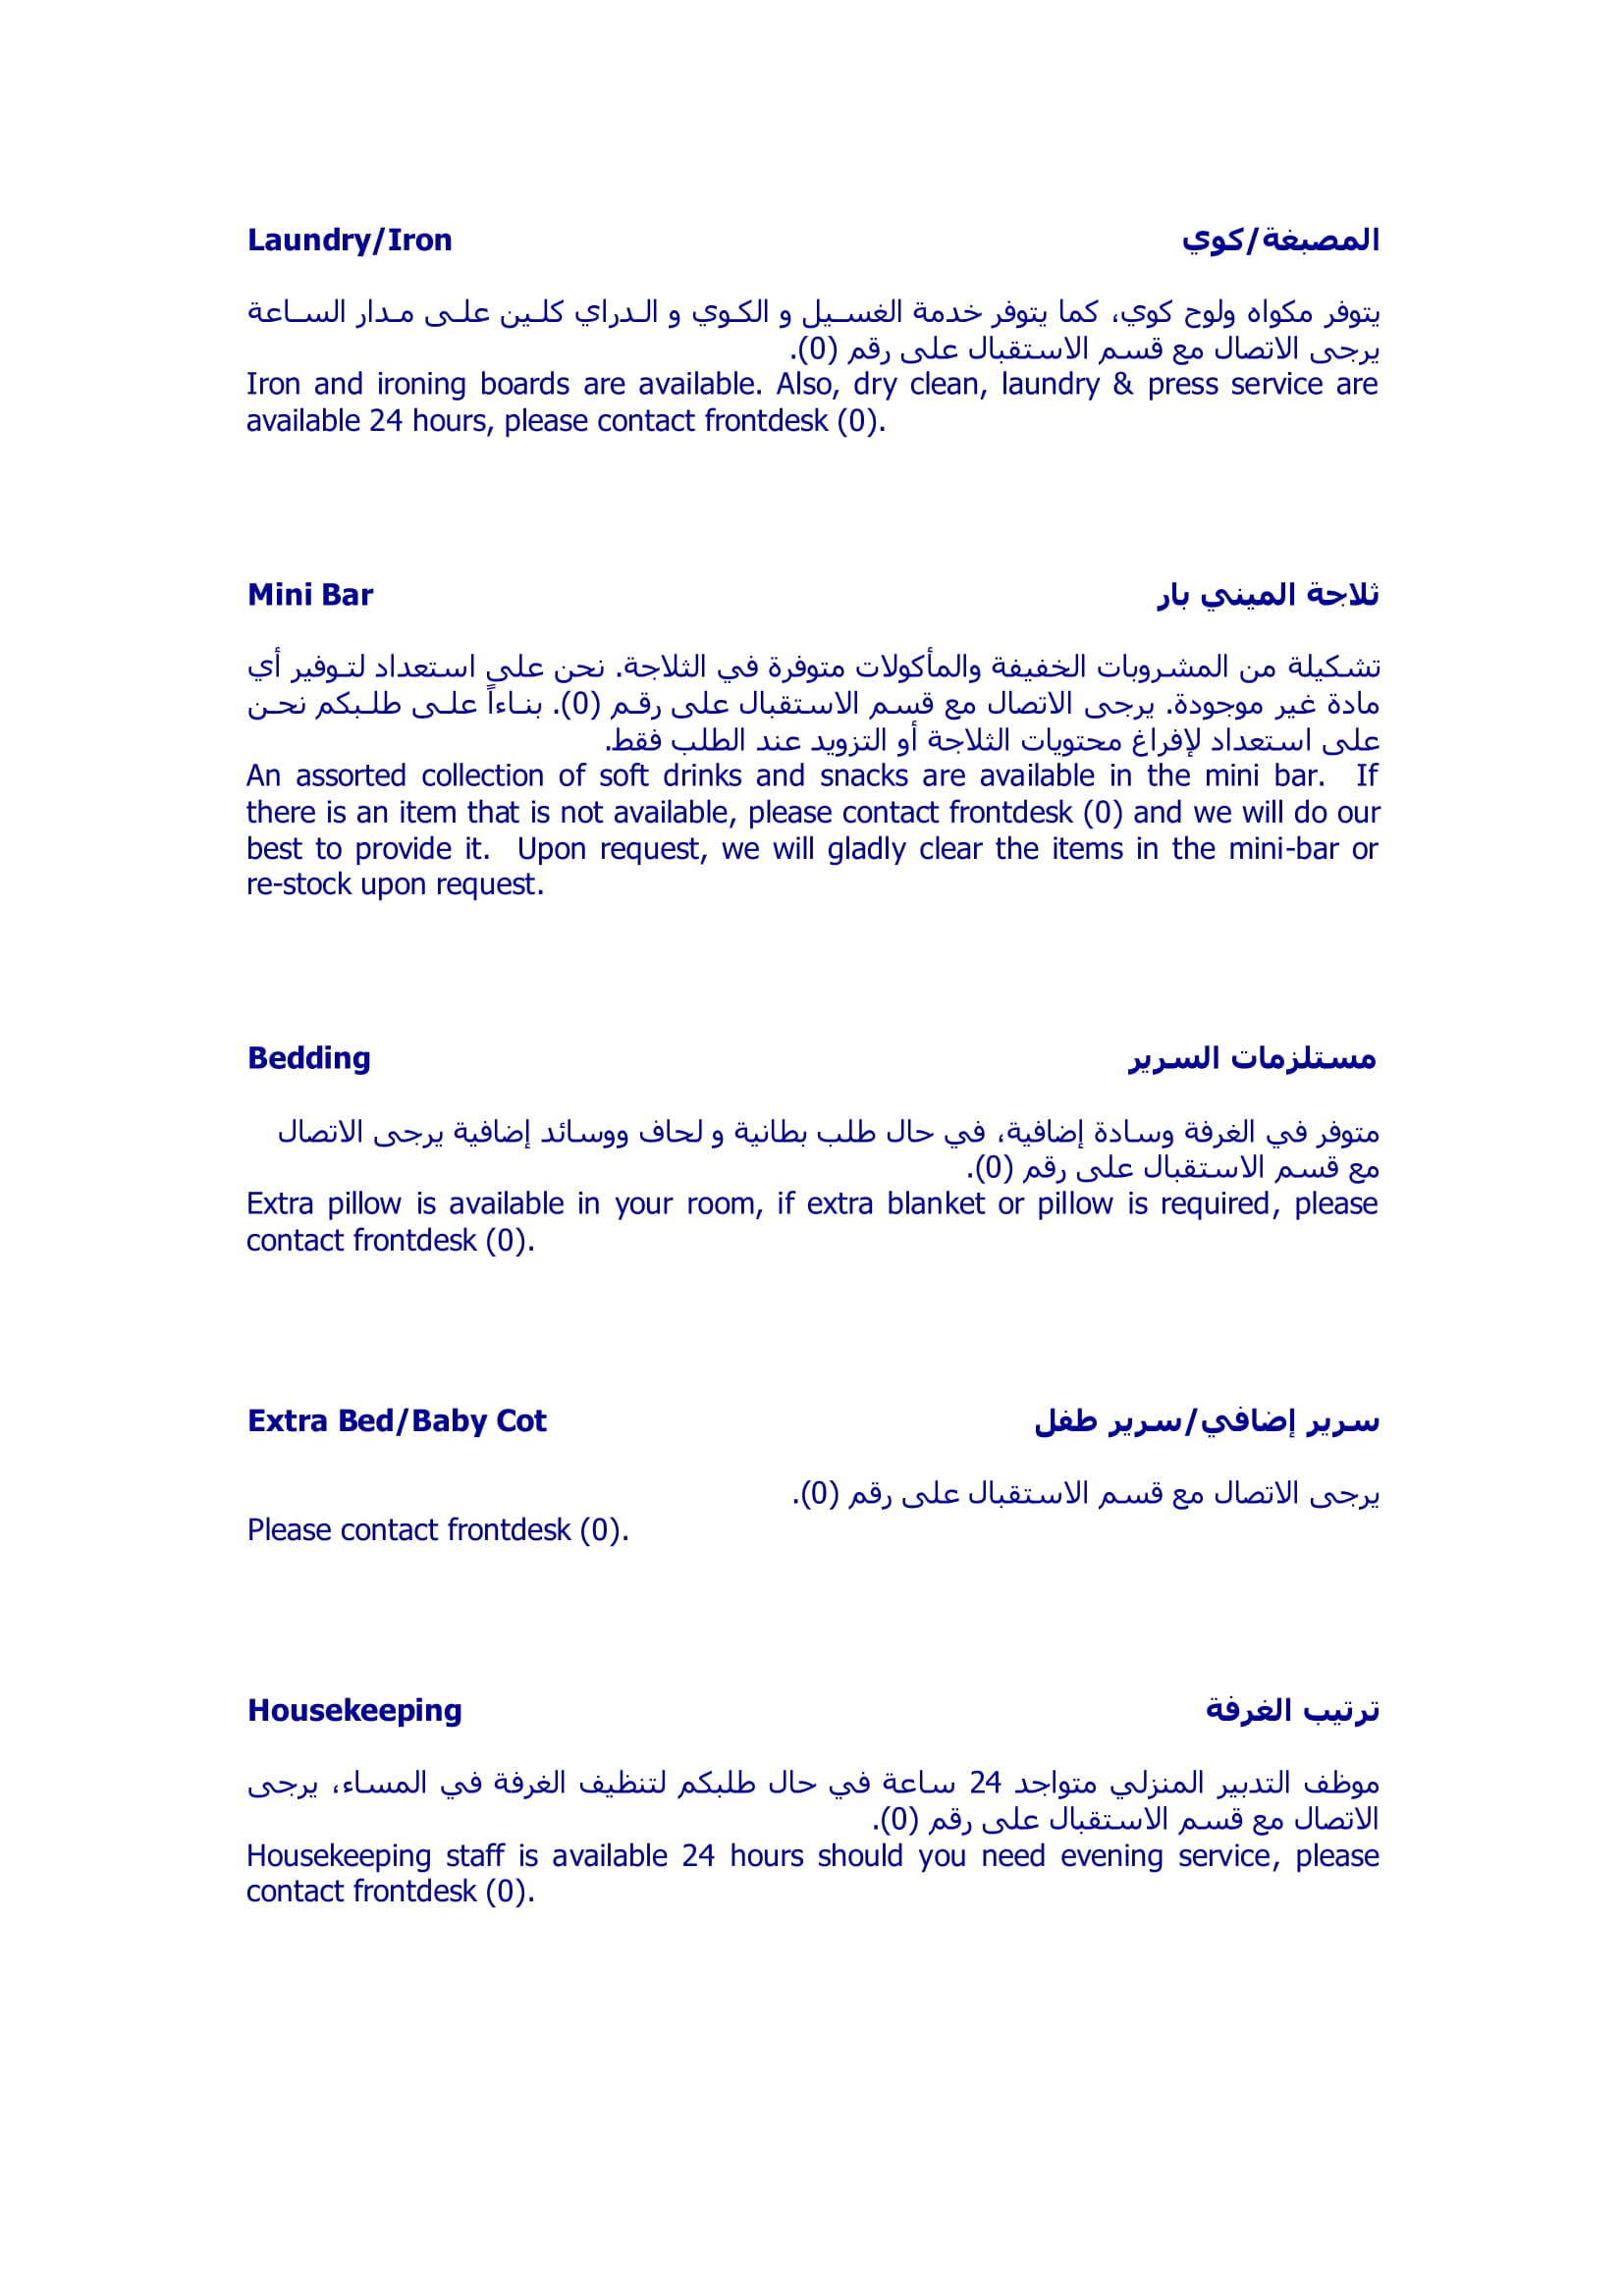 Laundry/Iron المصبغة/كوي
يتوفر مكواه ولوح كوي، كما يتوفر خدمة الغسيل و الكوي و الدراي كلين على مدار الساعة
يرجى الاتصال مع قسم الاستقبال على رقم (0).
Iron and ironing boards are available. Also, dry clean, laundry & press service are
available 24 hours, please contact frontdesk (0).
Mini Bar ثلاجة الميني بار
تشكيلة من المشروبات الخفيفة والمأكولات متوفرة في الثلاجة. نحن على استعداد لتوفير أي
مادة غير موجودة. يرجى الاتصال مع قسم الاستقبال على رقم (0). بناءاً على طلبكم نحن
على استعداد لإفراغ محتويات الثلاجة أو التزويد عند الطلب فقط.
An assorted collection of soft drinks and snacks are available in the mini bar. If
there is an item that is not available, please contact frontdesk (0) and we will do our
best to provide it. Upon request, we will gladly clear the items in the mini-bar or
re-stock upon request.
Bedding مستلزمات السرير
متوفر في الغرفة وسادة إضافية، في حال طلب بطانية و لحاف ووسائد إضافية يرجى الاتصال
مع قسم الاستقبال على رقم (0).
Extra pillow is available in your room, if extra blanket or pillow is required, please
contact frontdesk (0).
Extra Bed/Baby Cot سرير إضافي/سرير طفل
يرجى الاتصال مع قسم الاستقبال على رقم (0).
Please contact frontdesk (0).
Housekeeping ترتيب الغرفة
موظف التدبير المنزلي متواجد 24 ساعة في حال طلبكم لتنظيف الغرفة في المساء، يرجى
الاتصال مع قسم الاستقبال على رقم (0).
Housekeeping staff is available 24 hours should you need evening service, please
contact frontdesk (0).